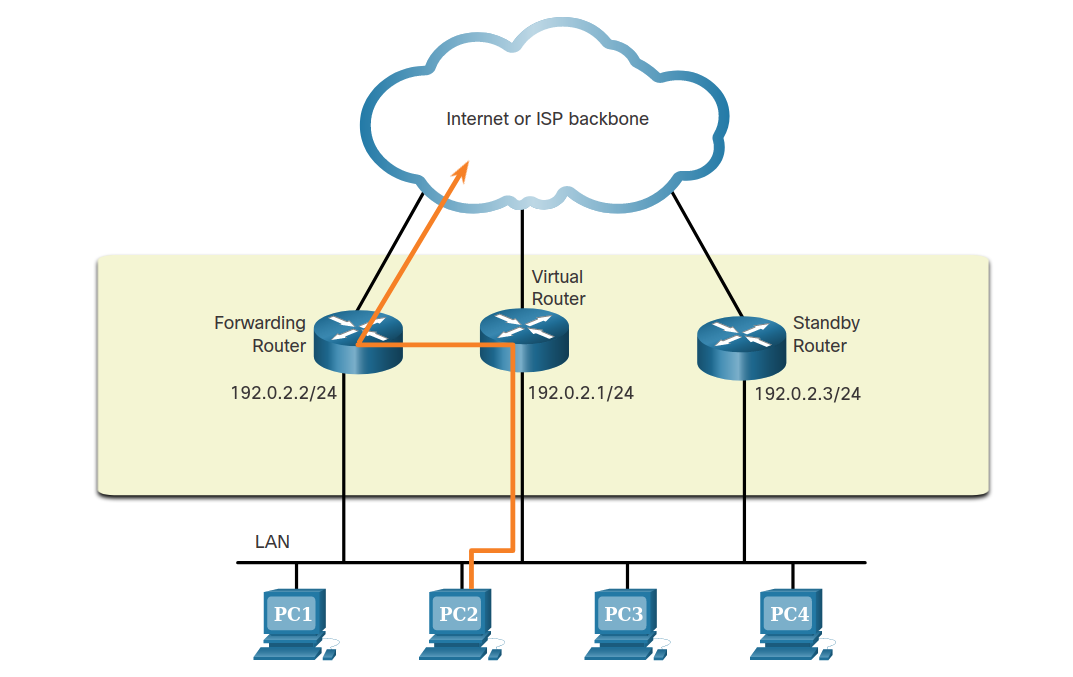 Internet or ISP backbone
Virtual
Router
Forwarding
Router
Standby
Router
192.0.2.2/24
192.0.2.1/24
192.0.2.3/24
LAN
PC1
PC2
PC3
PC4